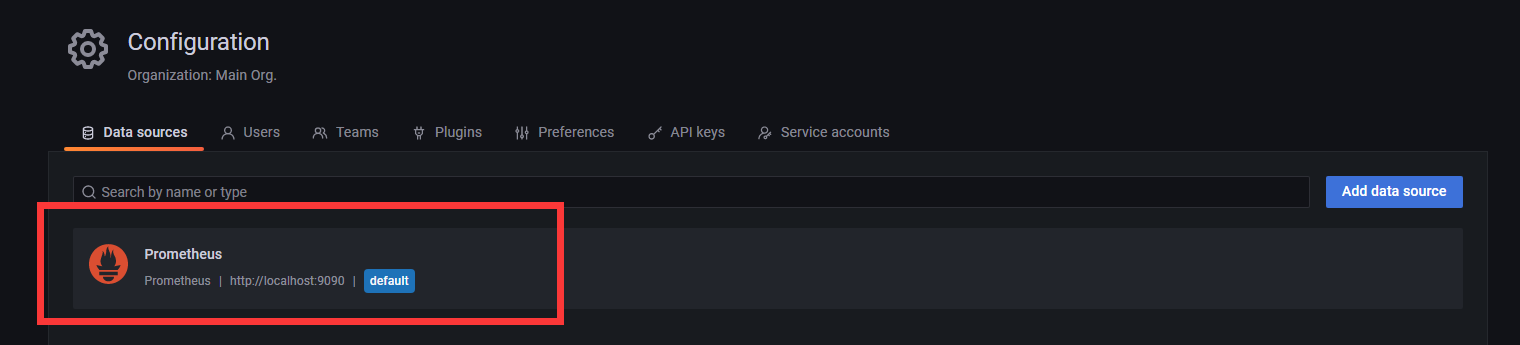 Configuration
Organization: Main Org.
Data sources Users Teams Plugins Preferences API keys Service accounts
Search by name or type Add data source
Prometheus
Prometheus | http://localhost:9090 | default